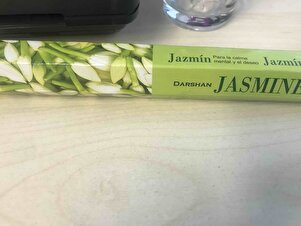 Jazmín Para la calma Jazmín
mental y el deseo
DARSHAN JASMINE